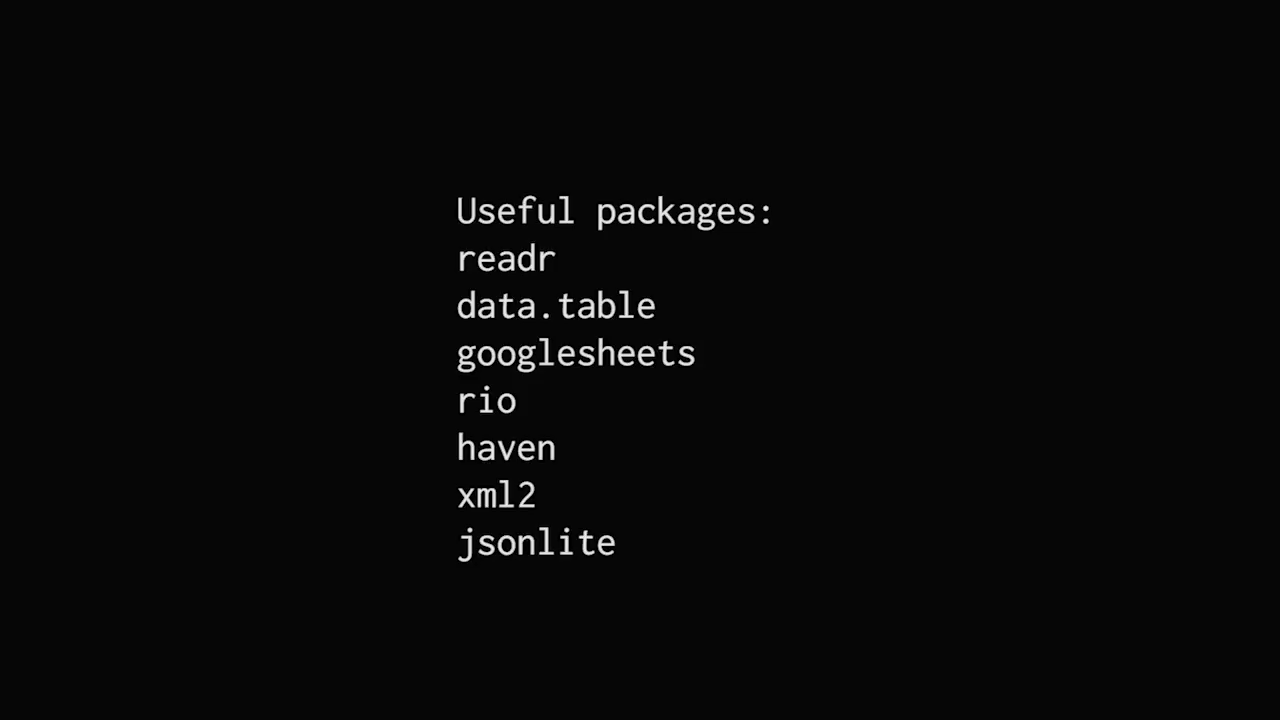 Useful packages:
readr
data.table
googlesheets
rio
haven
xml2
jsonlite